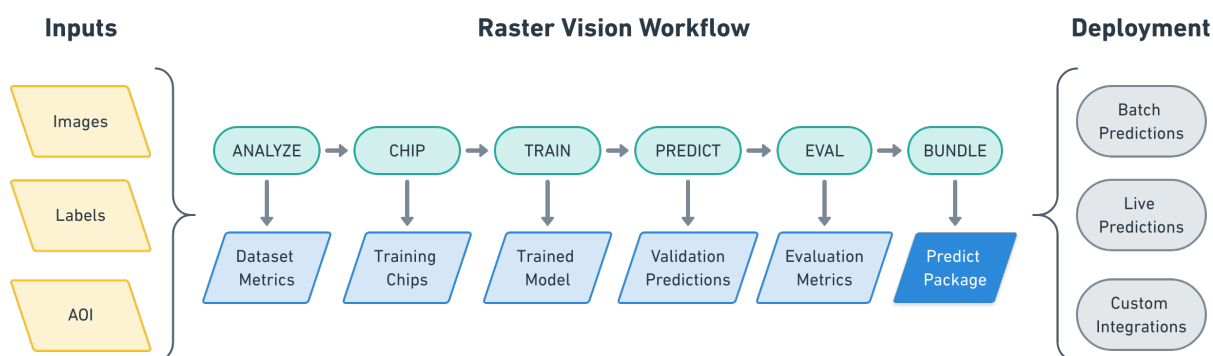 Inputs
Raster Vision Workflow
Deployment
Images
Labels
AOI
ANALYZE
CHIP
TRAIN
PREDICT
EVAL
BUNDLE
Dataset
Metrics
Training
Chips
Trained
Model
Validation
Predictions
Evaluation
Metrics
Predict
Package
Batch
Predictions
Live
Predictions
Custom
Integrations